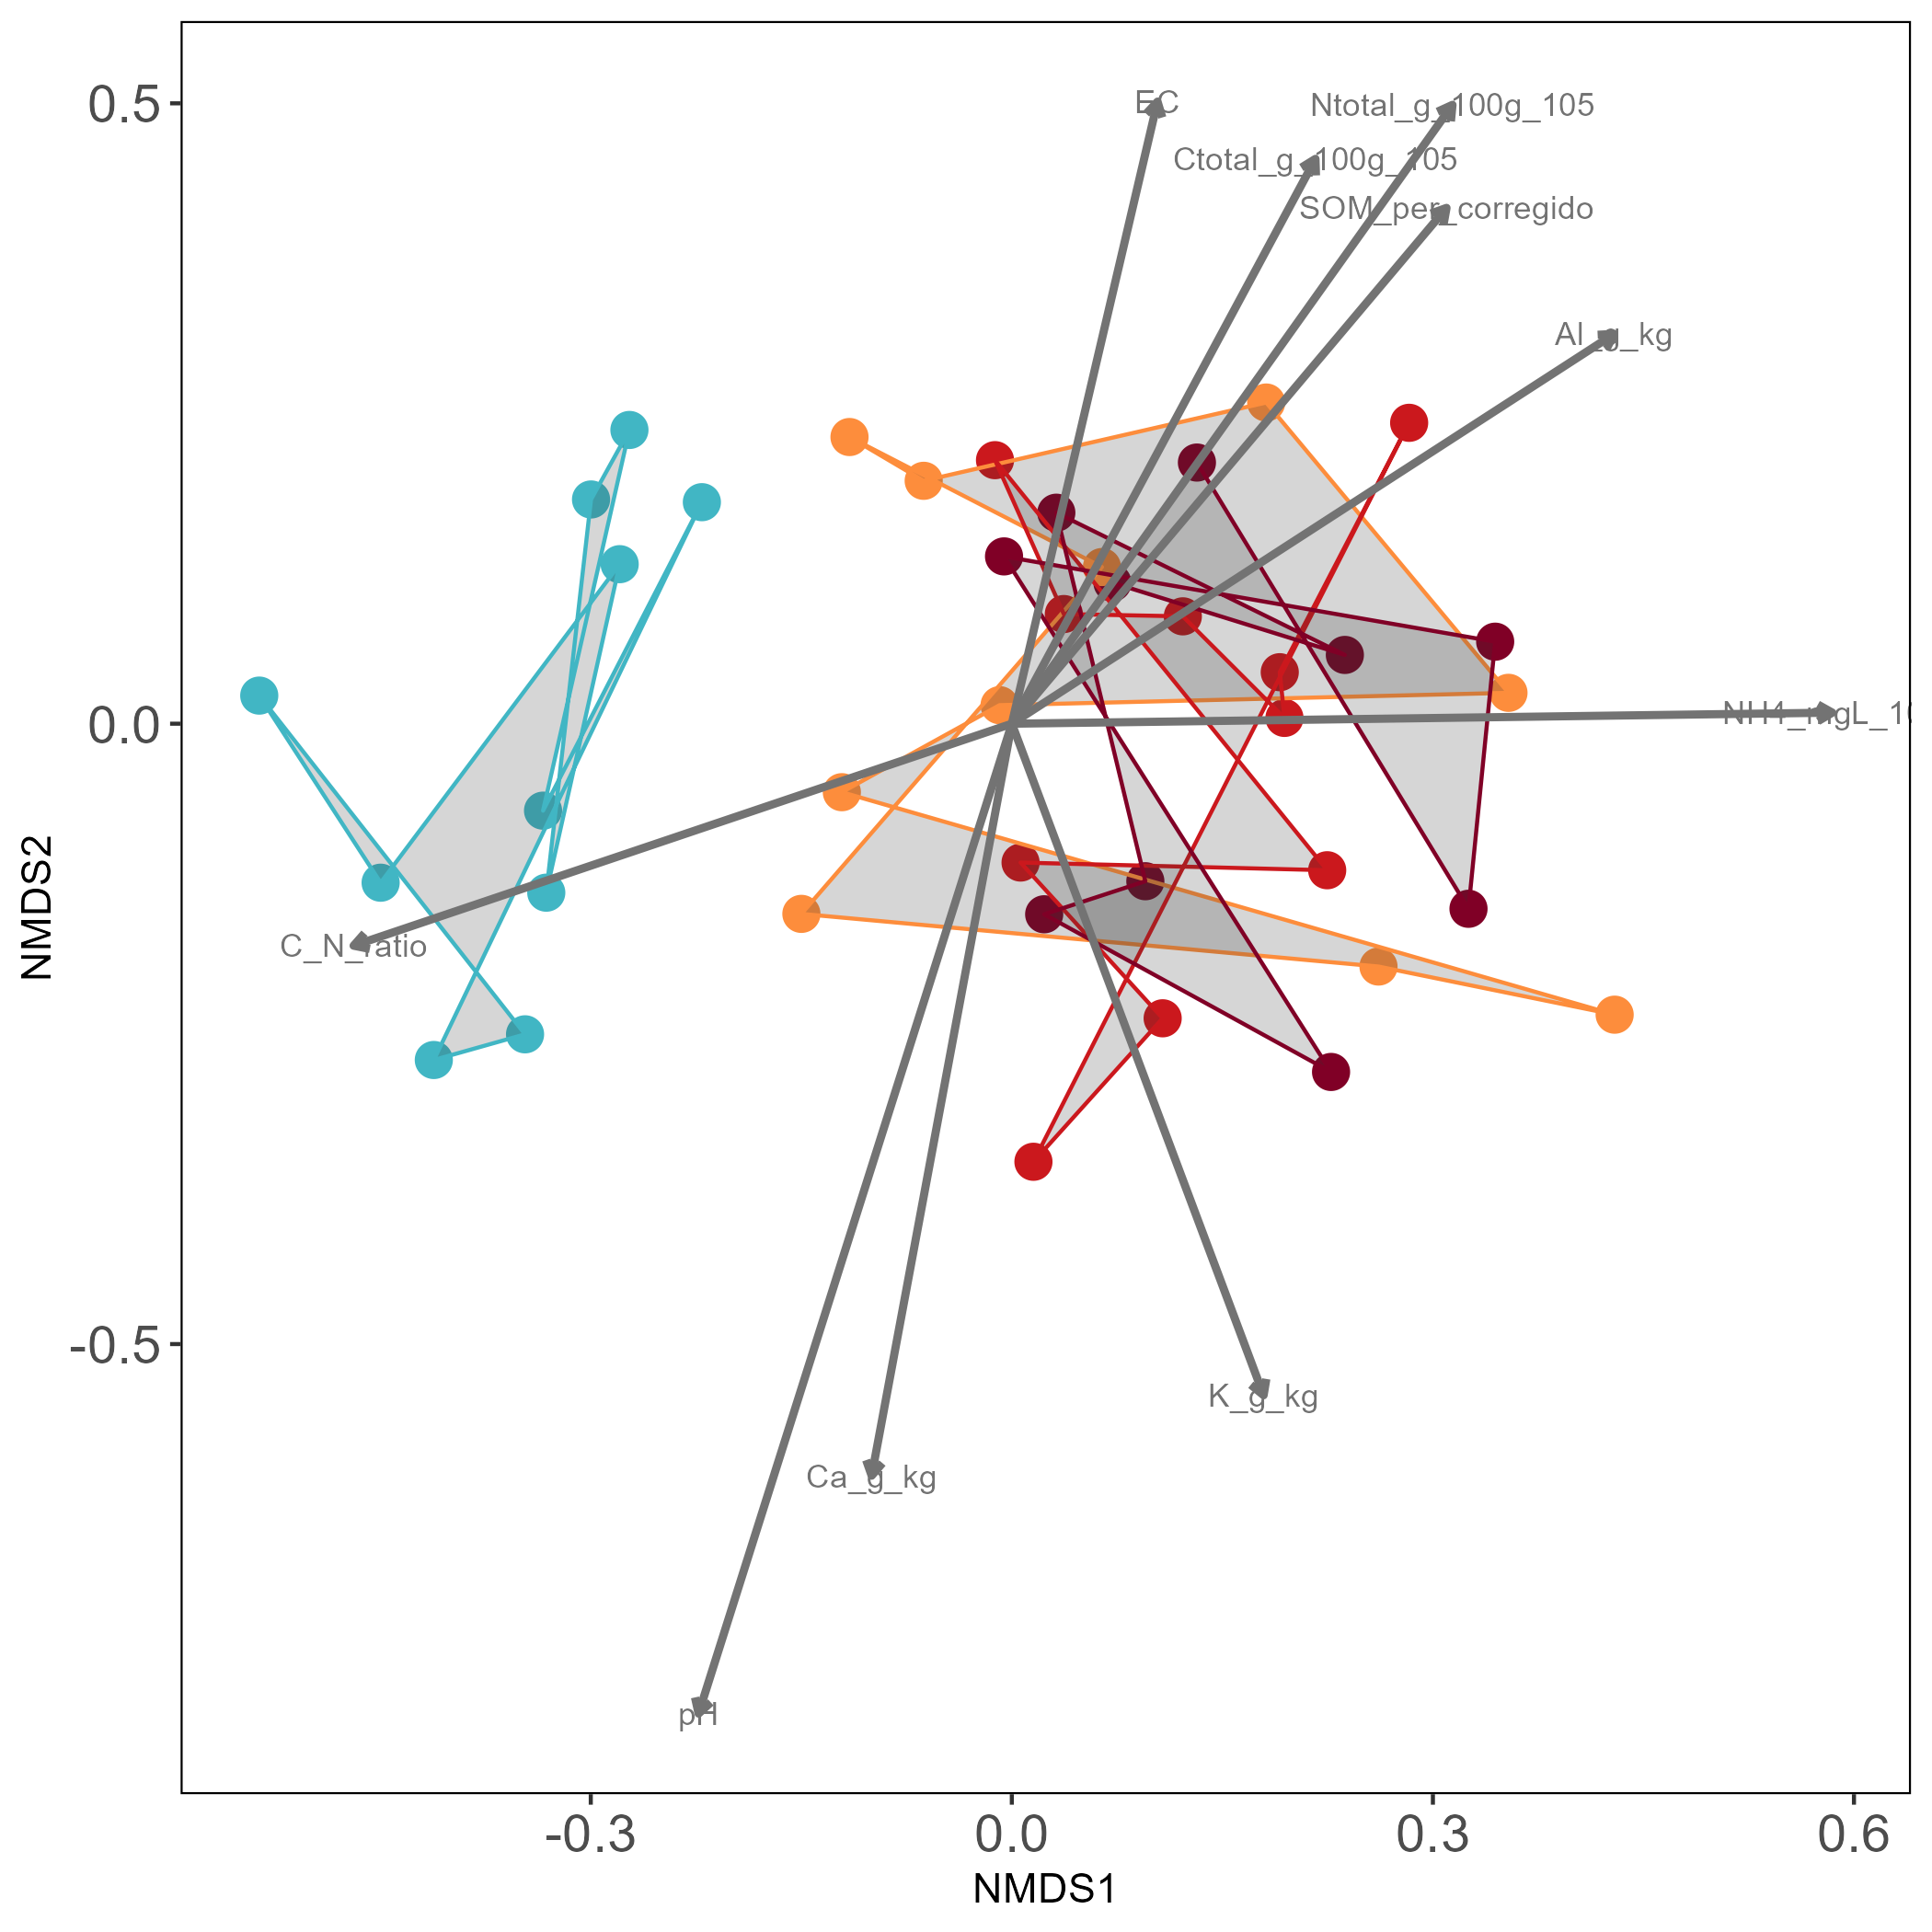 0.5
EC
Ntotal_g_100g_105
Ctotal_g_100g_105
SOM_per_corregido
Al_g_kg
0.0
NH4_mgL_10
NMDS2
C_N_ratio
-0.5
K_g_kg
Ca_g_kg
pH
-0.3
0.0
0.3
0.6
NMDS1